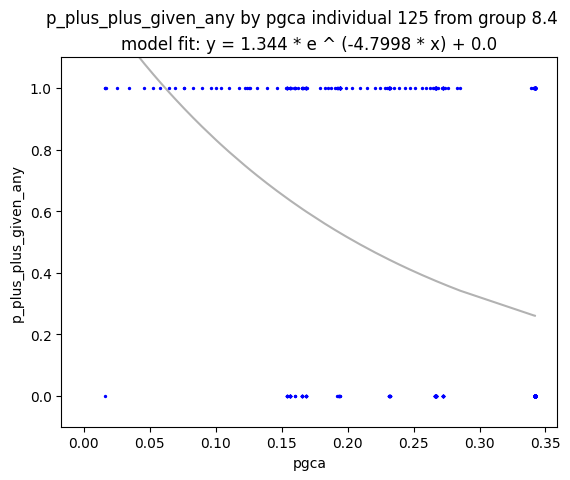 p_plus_plus_given_any by pgca individual 125 from group 8.4
model fit: y = 1.344 * e ^ (-4.7998 * x) + 0.0
p_plus_plus_given_any
1.0
0.8
0.6
0.4
0.2
0.0
0.00 0.05 0.10 0.15 0.20 0.25 0.30 0.35
pgca